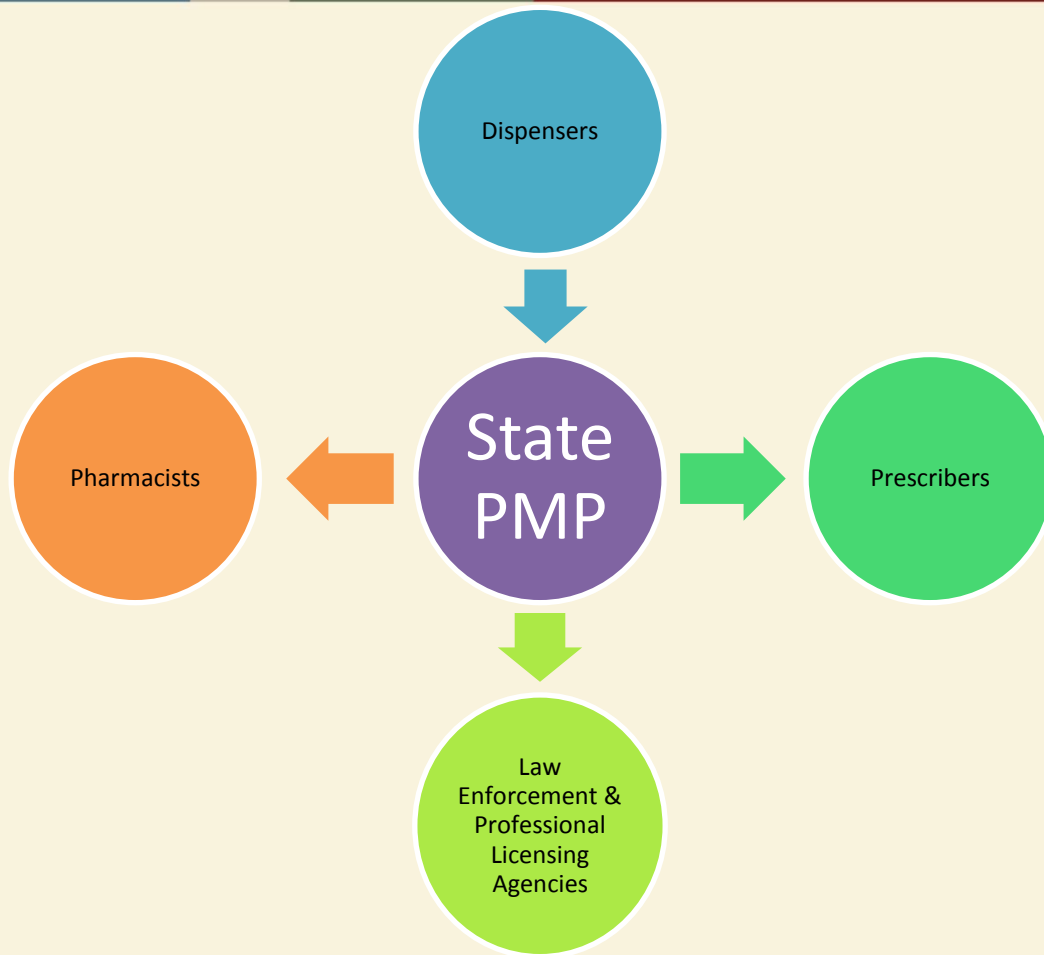 Dispensers
Pharmacists
State
PMP
Prescribers
Law
Enforcement &
Professional
Licensing
Agencies